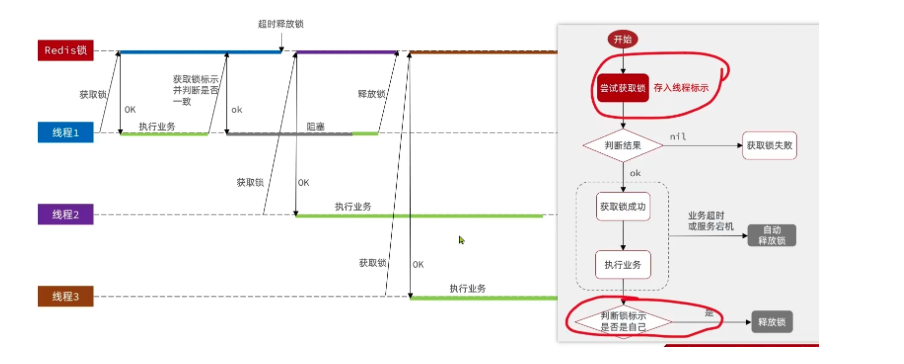 超时释放锁
Redis锁
获取锁
OK
获取锁标示
并判断是否
一致
ok
释放锁
执行业务
阻塞
线程1
获取锁
OK
执行业务
线程2
获取锁
OK
执行业务
线程3
开始
尝试获取锁
存入线程标示
判断结果
nil
获取锁失败
ok
获取锁成功
业务超时
或服务宕机
自动
释放锁
执行业务
判断锁标示
是否是自己
是
释放锁